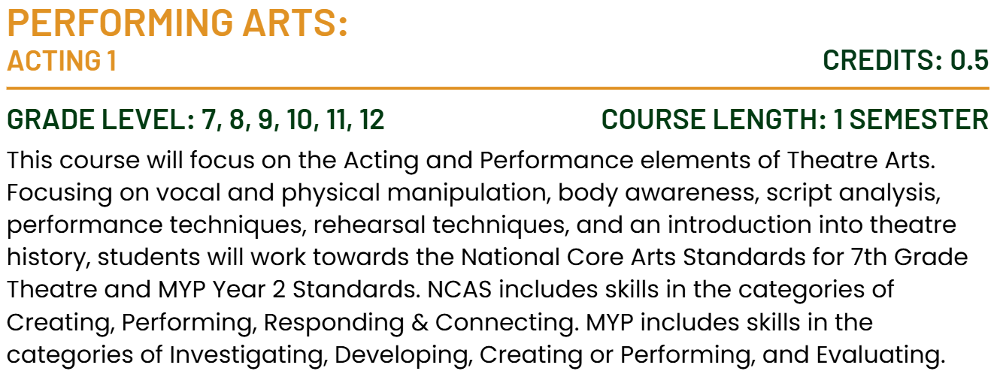 PERFORMING ARTS:
ACTING 1
CREDITS: 0.5
GRADE LEVEL: 7, 8, 9, 10, 11, 12
COURSE LENGTH: 1 SEMESTER
This course will focus on the Acting and Performance elements of Theatre Arts.
Focusing on vocal and physical manipulation, body awareness, script analysis,
performance techniques, rehearsal techniques, and an introduction into theatre
history, students will work towards the National Core Arts Standards for 7th Grade
Theatre and MYP Year 2 Standards. NCAS includes skills in the categories of
Creating, Performing, Responding & Connecting. MYP includes skills in the
categories of Investigating, Developing, Creating or Performing, and Evaluating.